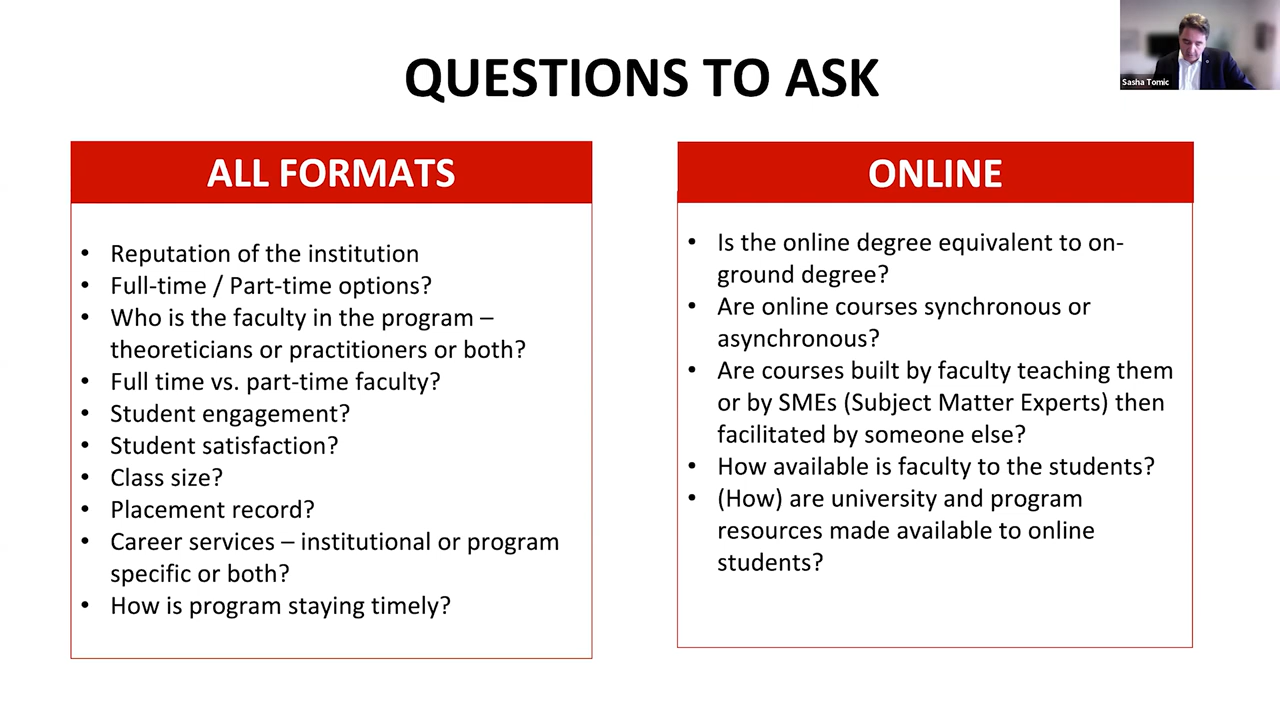 QUESTIONS TO ASK
Sasha Tomic
ALL FORMATS
• Reputation of the institution
• Full-time / Part-time options?
• Who is the faculty in the program –
theoreticians or practitioners or both?
• Full time vs. part-time faculty?
• Student engagement?
• Student satisfaction?
• Class size?
• Placement record?
• Career services – institutional or program
specific or both?
• How is program staying timely?
ONLINE
• Is the online degree equivalent to on-
ground degree?
• Are online courses synchronous or
asynchronous?
• Are courses built by faculty teaching them
or by SMEs (Subject Matter Experts) then
facilitated by someone else?
• How available is faculty to the students?
• (How) are university and program
resources made available to online
students?